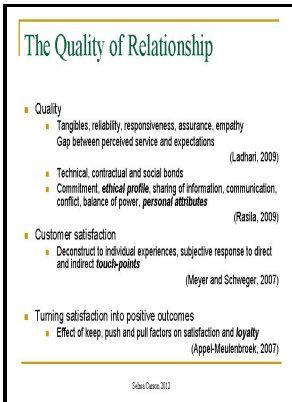 The Quality of Relationship
Quality
Tangibles, reliability, responsiveness, assurance, empathy
Gap between perceived service and expectations
(Ladhari, 2009)
Technical, contractual and social bonds
Commitment, ethical profile, sharing of information, communication,
conflict, balance of power, personal attributes
(Rasila, 2009)
Customer satisfaction
Deconstruct to individual experiences, subjective response to direct
and indirect touch-points
(Meyer and Schweger, 2007)
Turning satisfaction into positive outcomes
Effect of keep, push and pull factors on satisfaction and loyalty
(Appel-Meulenbroek, 2007)
2012